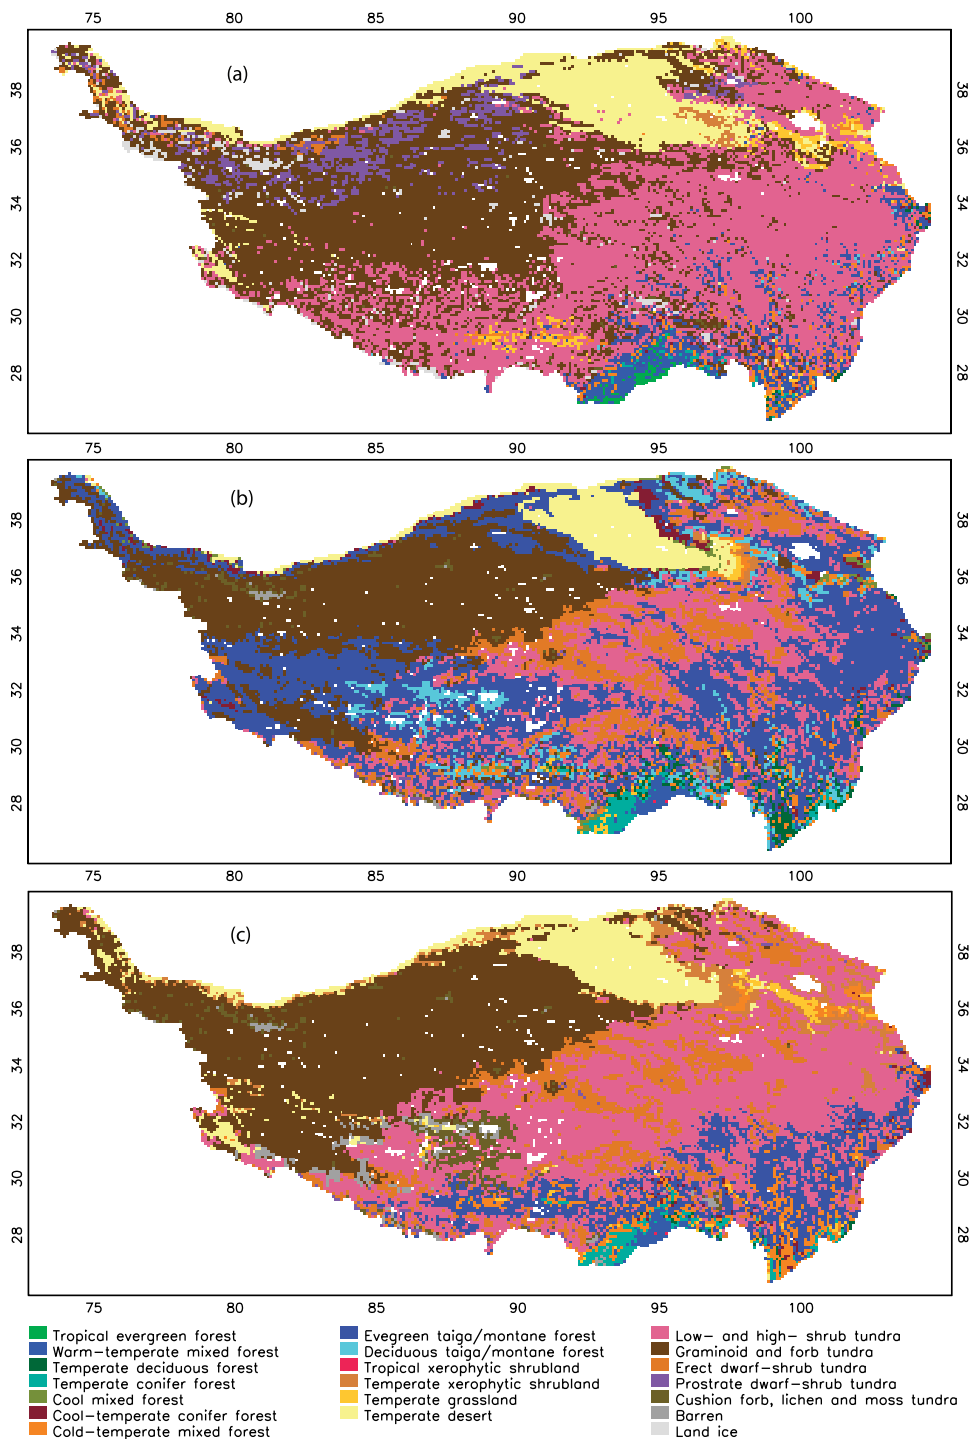 75 80 85 90 95 100
(a)
38 38
36 36
34 34
32 32
30 30
28 28
75 80 85 90 95 100
(b)
38 38
36 36
34 34
32 32
30 30
28 28
75 80 85 90 95 100
(c)
38 38
36 36
34 34
32 32
30 30
28 28
75 80 85 90 95 100
Tropical evergreen forest
Warm-temperate mixed forest
Temperate deciduous forest
Temperate conifer forest
Cool mixed forest
Cool-temperate conifer forest
Cold-temperate mixed forest
Evegreen taiga/montane forest
Deciduous taiga/montane forest
Tropical xerophytic shrubland
Temperate xerophytic shrubland
Temperate grassland
Temperate desert
Low- and high- shrub tundra
Graminoid and forb tundra
Erect dwarf-shrub tundra
Prostrate dwarf-shrub tundra
Cushion forb, lichen and moss tundra
Barren
Land ice